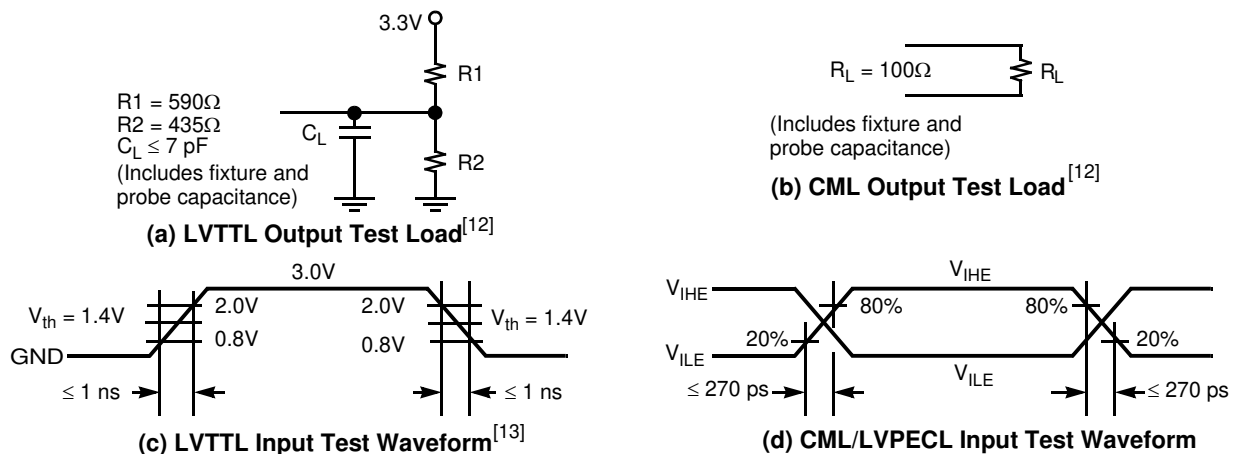 3.3V
R1
R1 = 590Ω
R2 = 435Ω
C_L ≤ 7 pF
(Includes fixture and
probe capacitance)
C_L
R2
(a) LVTTL Output Test Load[12]
R_L = 100Ω
R_L
(Includes fixture and
probe capacitance)
(b) CML Output Test Load[12]
3.0V
V_th = 1.4V
2.0V
0.8V
2.0V
0.8V
V_th = 1.4V
GND
≤ 1 ns
≤ 1 ns
(c) LVTTL Input Test Waveform[13]
V_IHE
V_IHE
80%
80%
20%
20%
V_ILE
V_ILE
≤ 270 ps
≤ 270 ps
(d) CML/LVPECL Input Test Waveform